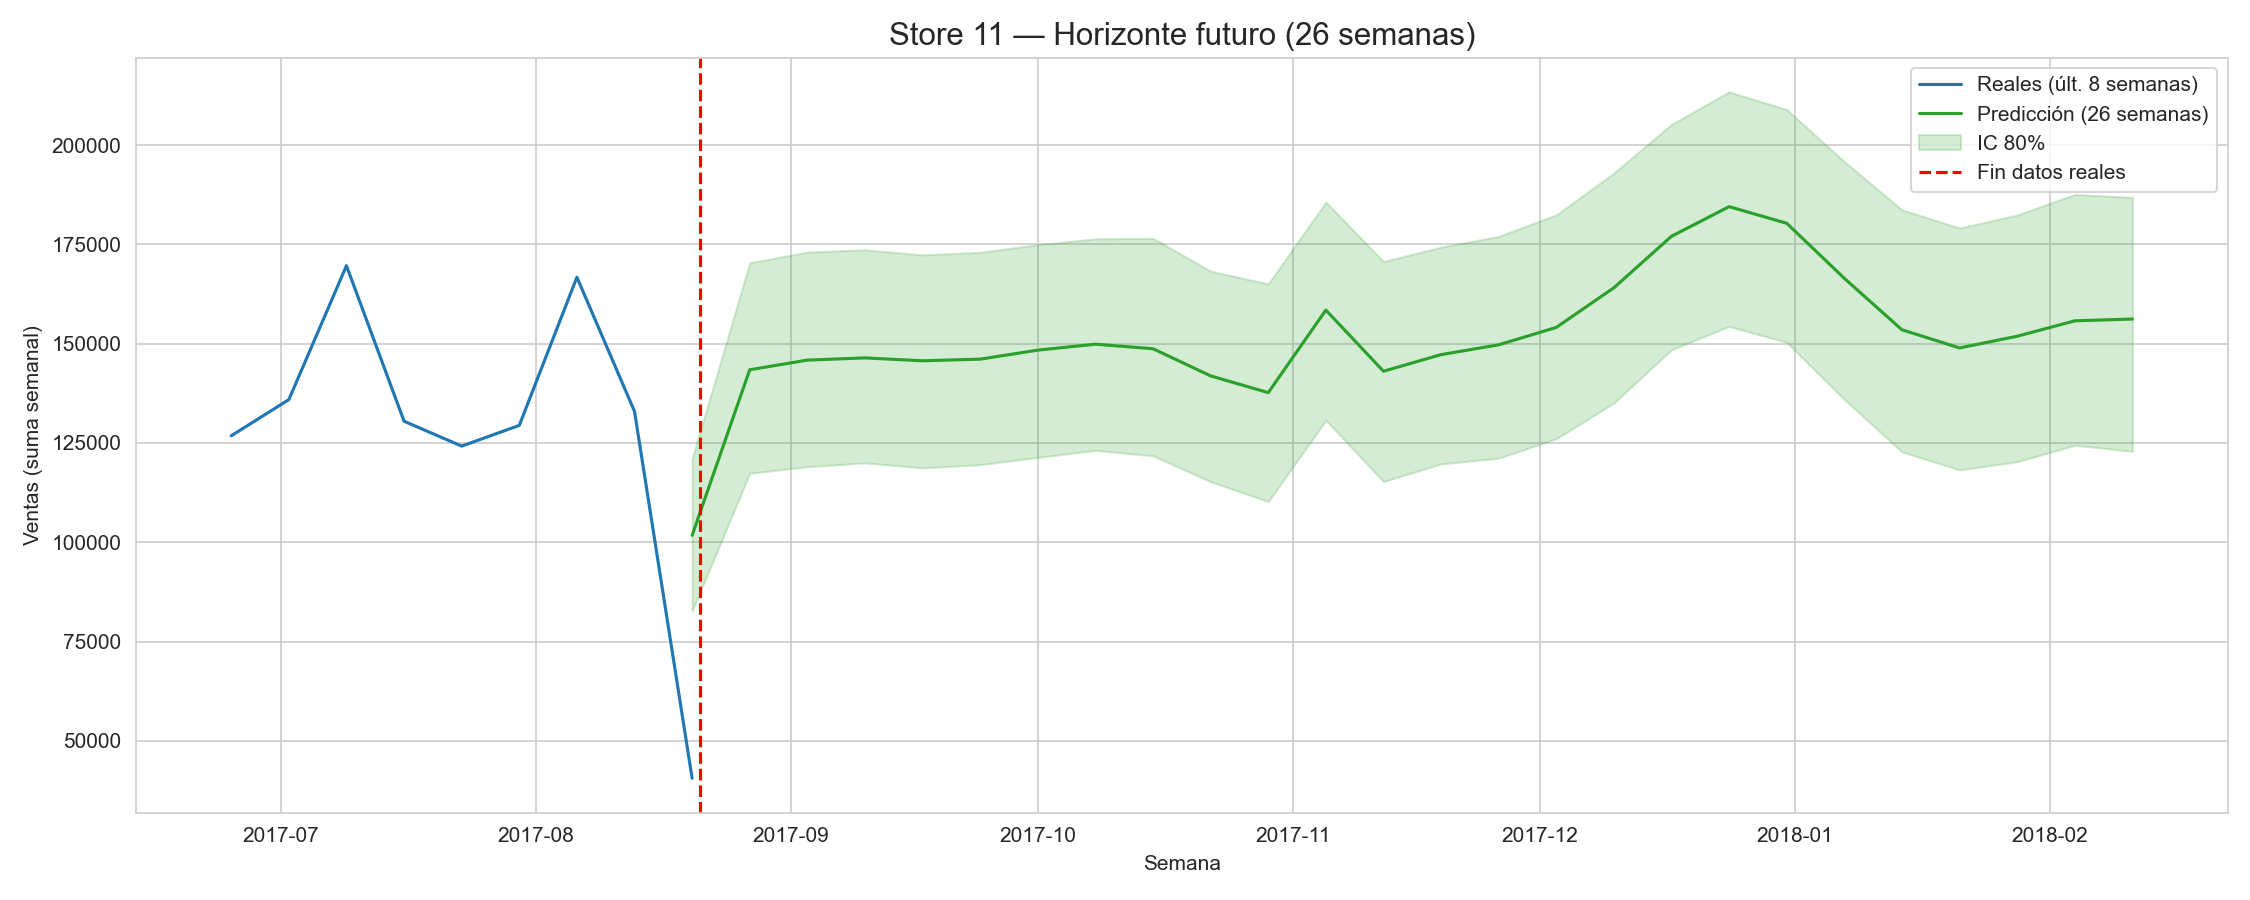 Store 11 — Horizonte futuro (26 semanas)
Reales (últ. 8 semanas)
Predicción (26 semanas)
IC 80%
Fin datos reales
Ventas (suma semanal)
200000
175000
150000
125000
100000
75000
50000
2017-07
2017-08
2017-09
2017-10
2017-11
2017-12
2018-01
2018-02
Semana